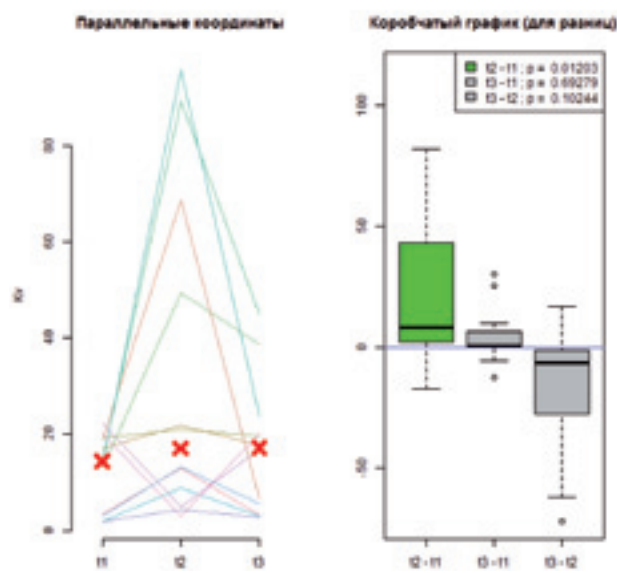 Параллельные координаты
Kv
0
20
40
60
80
t1
t2
t3
Коробчатый график (для разниц)
t2-t1; p = 0.01203
t3-t1; p = 0.69279
t3-t2; p = 0.10244
100
50
0
-50
t2 - t1
t3 - t1
t3 - t2